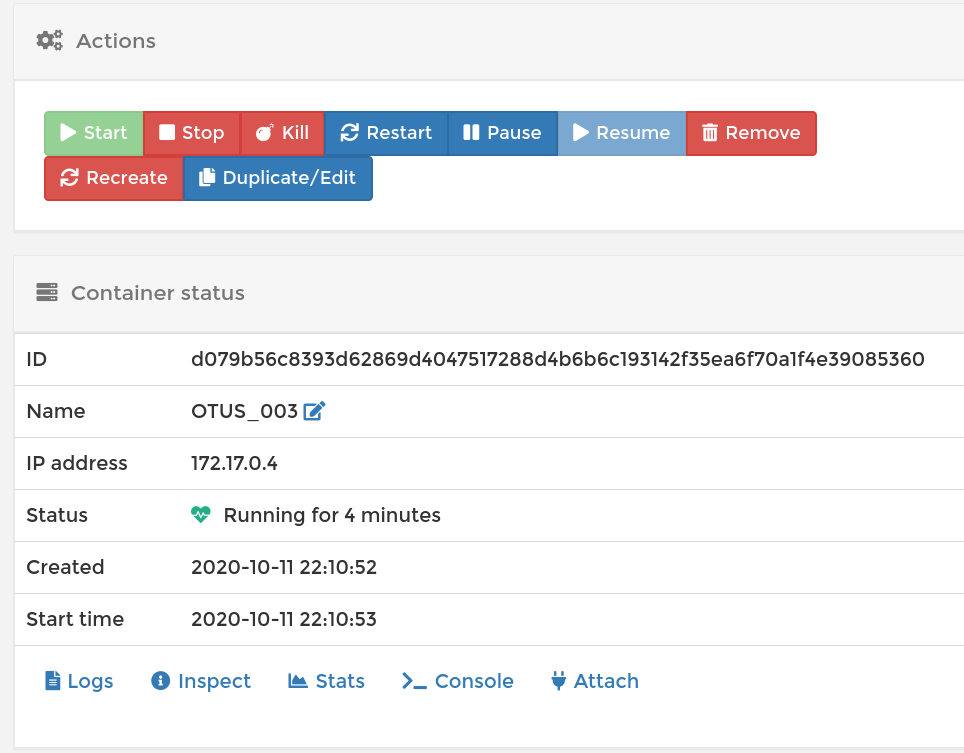 Actions
Start Stop Kill Restart Pause Resume Remove
Recreate Duplicate/Edit
Container status
ID d079b56c8393d62869d4047517288d4b6b6c193142f35ea6f70a1f4e39085360
Name OTUS_003
IP address 172.17.0.4
Status Running for 4 minutes
Created 2020-10-11 22:10:52
Start time 2020-10-11 22:10:53
Logs Inspect Stats Console Attach